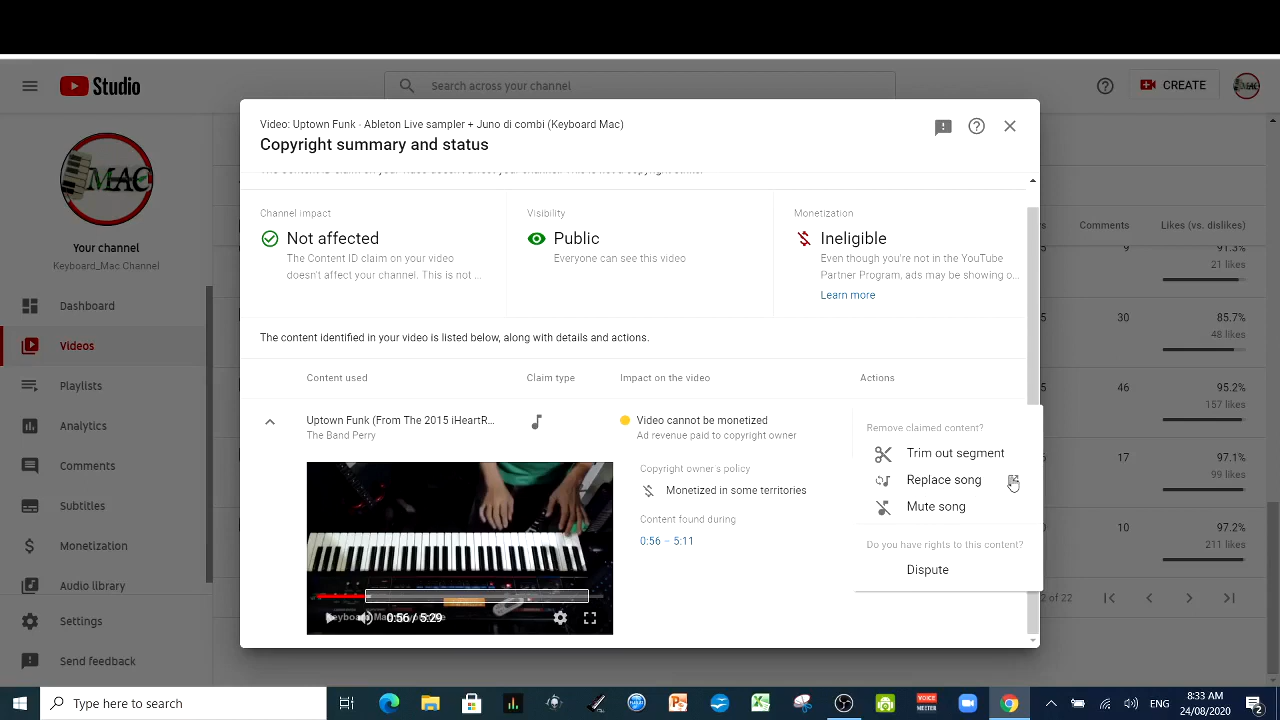 Studio
Search across your channel
CREATE
MAC
Your channel
Keyboard_Mac Channel
Dashboard
Videos
Playlists
Analytics
Comments
Subtitles
Monetization
Audio library
Settings
Send feedback
Video: Uptown Funk - Ableton Live sampler + Juno di combi (Keyboard Mac)
Copyright summary and status
Channel impact
Not affected
The Content ID claim on your video
doesn't affect your channel. This is not ...
Visibility
Public
Everyone can see this video
Monetization
Ineligible
Even though you're not in the YouTube
Partner Program, ads may be showing o...
Learn more
The content identified in your video is listed below, along with details and actions.
Content used
Claim type
Impact on the video
Actions
Uptown Funk (From The 2015 iHeartR...
The Band Perry
Video cannot be monetized
Ad revenue paid to copyright owner
Copyright owner's policy
Monetized in some territories
Content found during
0:56 – 5:11
0:56 / 5:29
Remove claimed content?
Trim out segment
Replace song
Mute song
Do you have rights to this content?
Dispute
Comments
Likes (vs. dislikes)
9 91.3%
21 likes
30 85.7%
48 likes
46 95.2%
157 likes
17 97.1%
99 likes
10 97.2%
211 likes
of 22
Type here to search
VOICE
MEETER
ENG
8:33 AM
24/08/2020
2